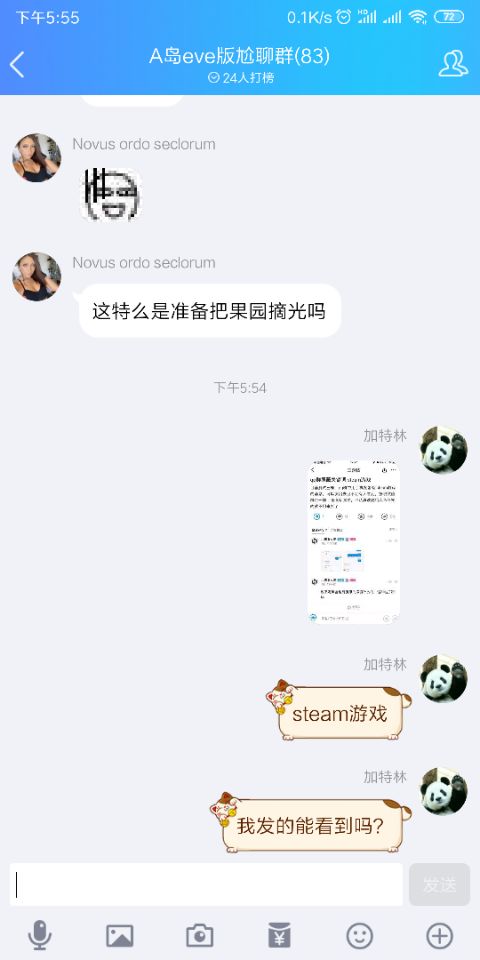 下午5:55
0.1K/s
HD
72
A岛eve版尬聊群(83)
24人打榜
Novus ordo seclorum
Novus ordo seclorum
这特么是准备把果园摘光吗
下午5:54
加特林
加特林
steam游戏
加特林
我发的能看到吗?
发送